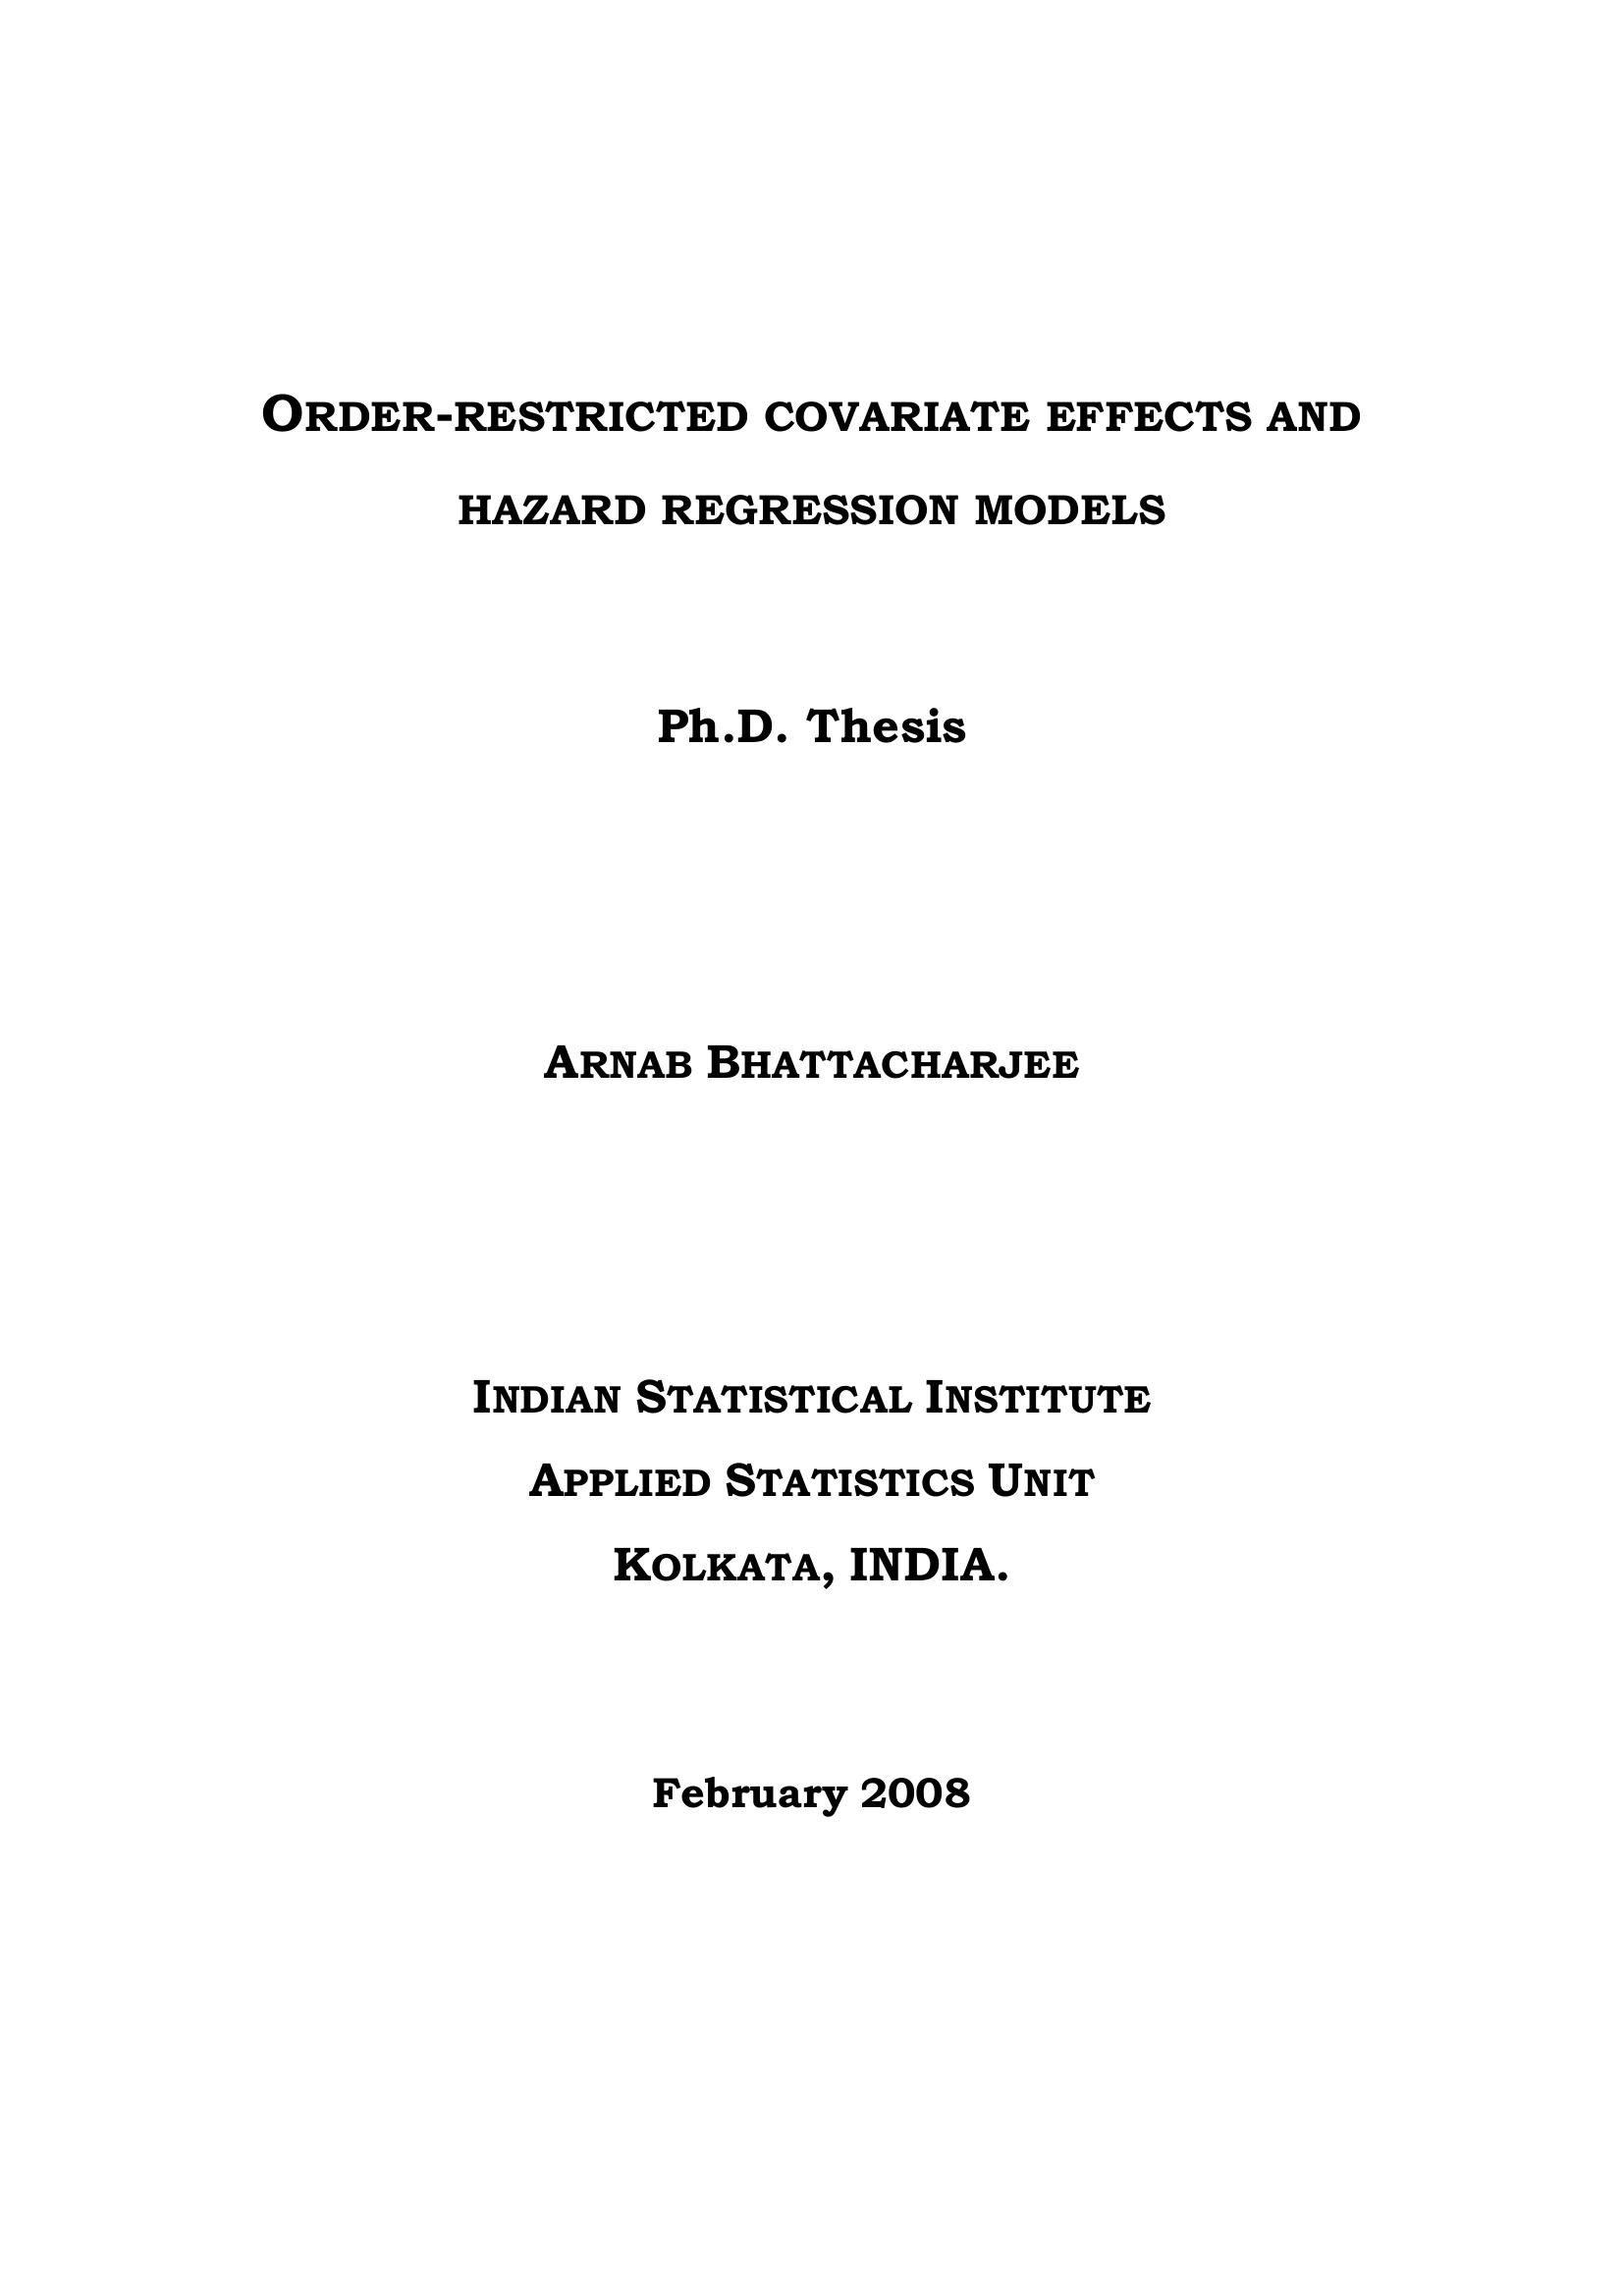 ORDER-RESTRICTED COVARIATE EFFECTS AND
HAZARD REGRESSION MODELS
Ph.D. Thesis
ARNAB BHATTACHARJEE
INDIAN STATISTICAL INSTITUTE
APPLIED STATISTICS UNIT
KOLKATA, INDIA.
February 2008